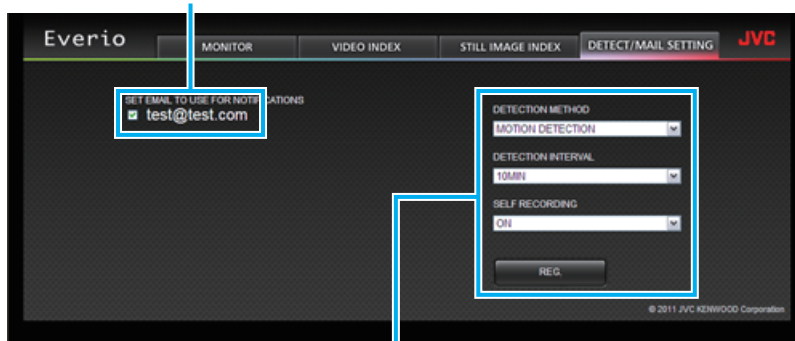 Everio
MONITOR
VIDEO INDEX
STILL IMAGE INDEX
DETECT/MAIL SETTING
JVC
SET EMAIL TO USE FOR NOTIFICATIONS
test@test.com
DETECTION METHOD
MOTION DETECTION
DETECTION INTERVAL
10MIN
SELF RECORDING
ON
REG.
© 2011 JVC KENWOOD Corporation